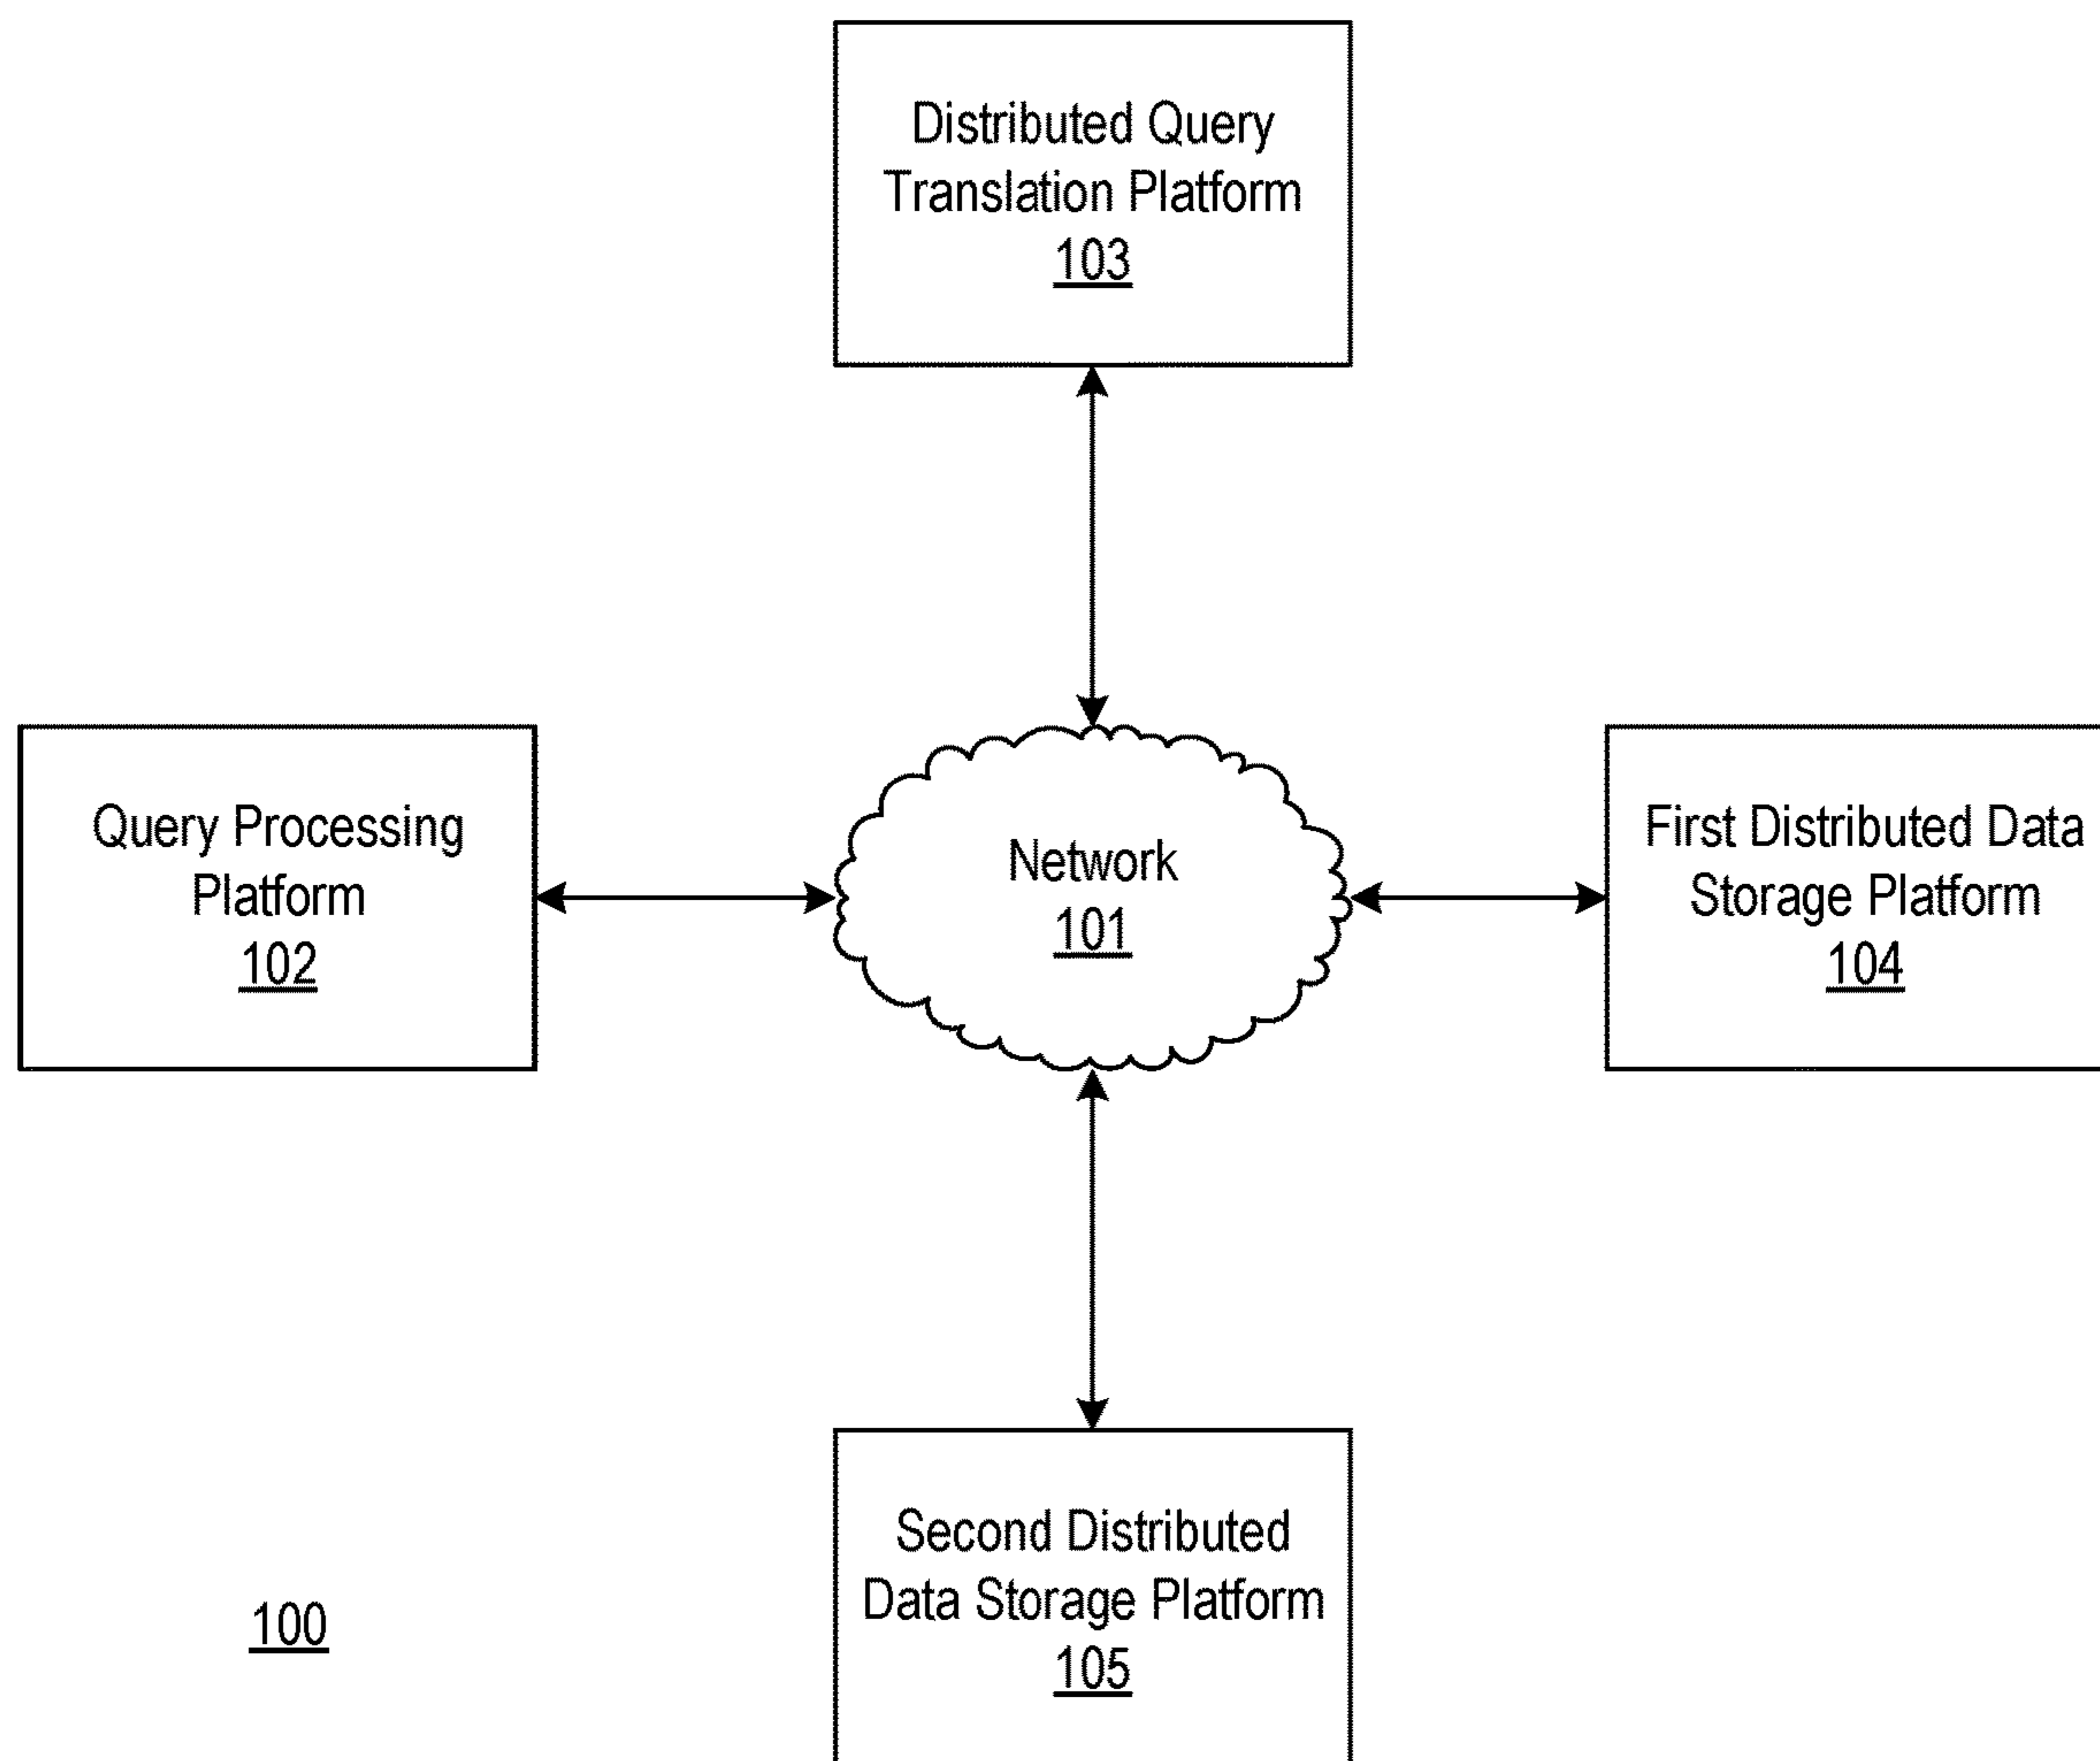 Distributed Query
Translation Platform
103
Query Processing
Platform
102
Network
101
First Distributed Data
Storage Platform
104
Second Distributed
Data Storage Platform
105
100